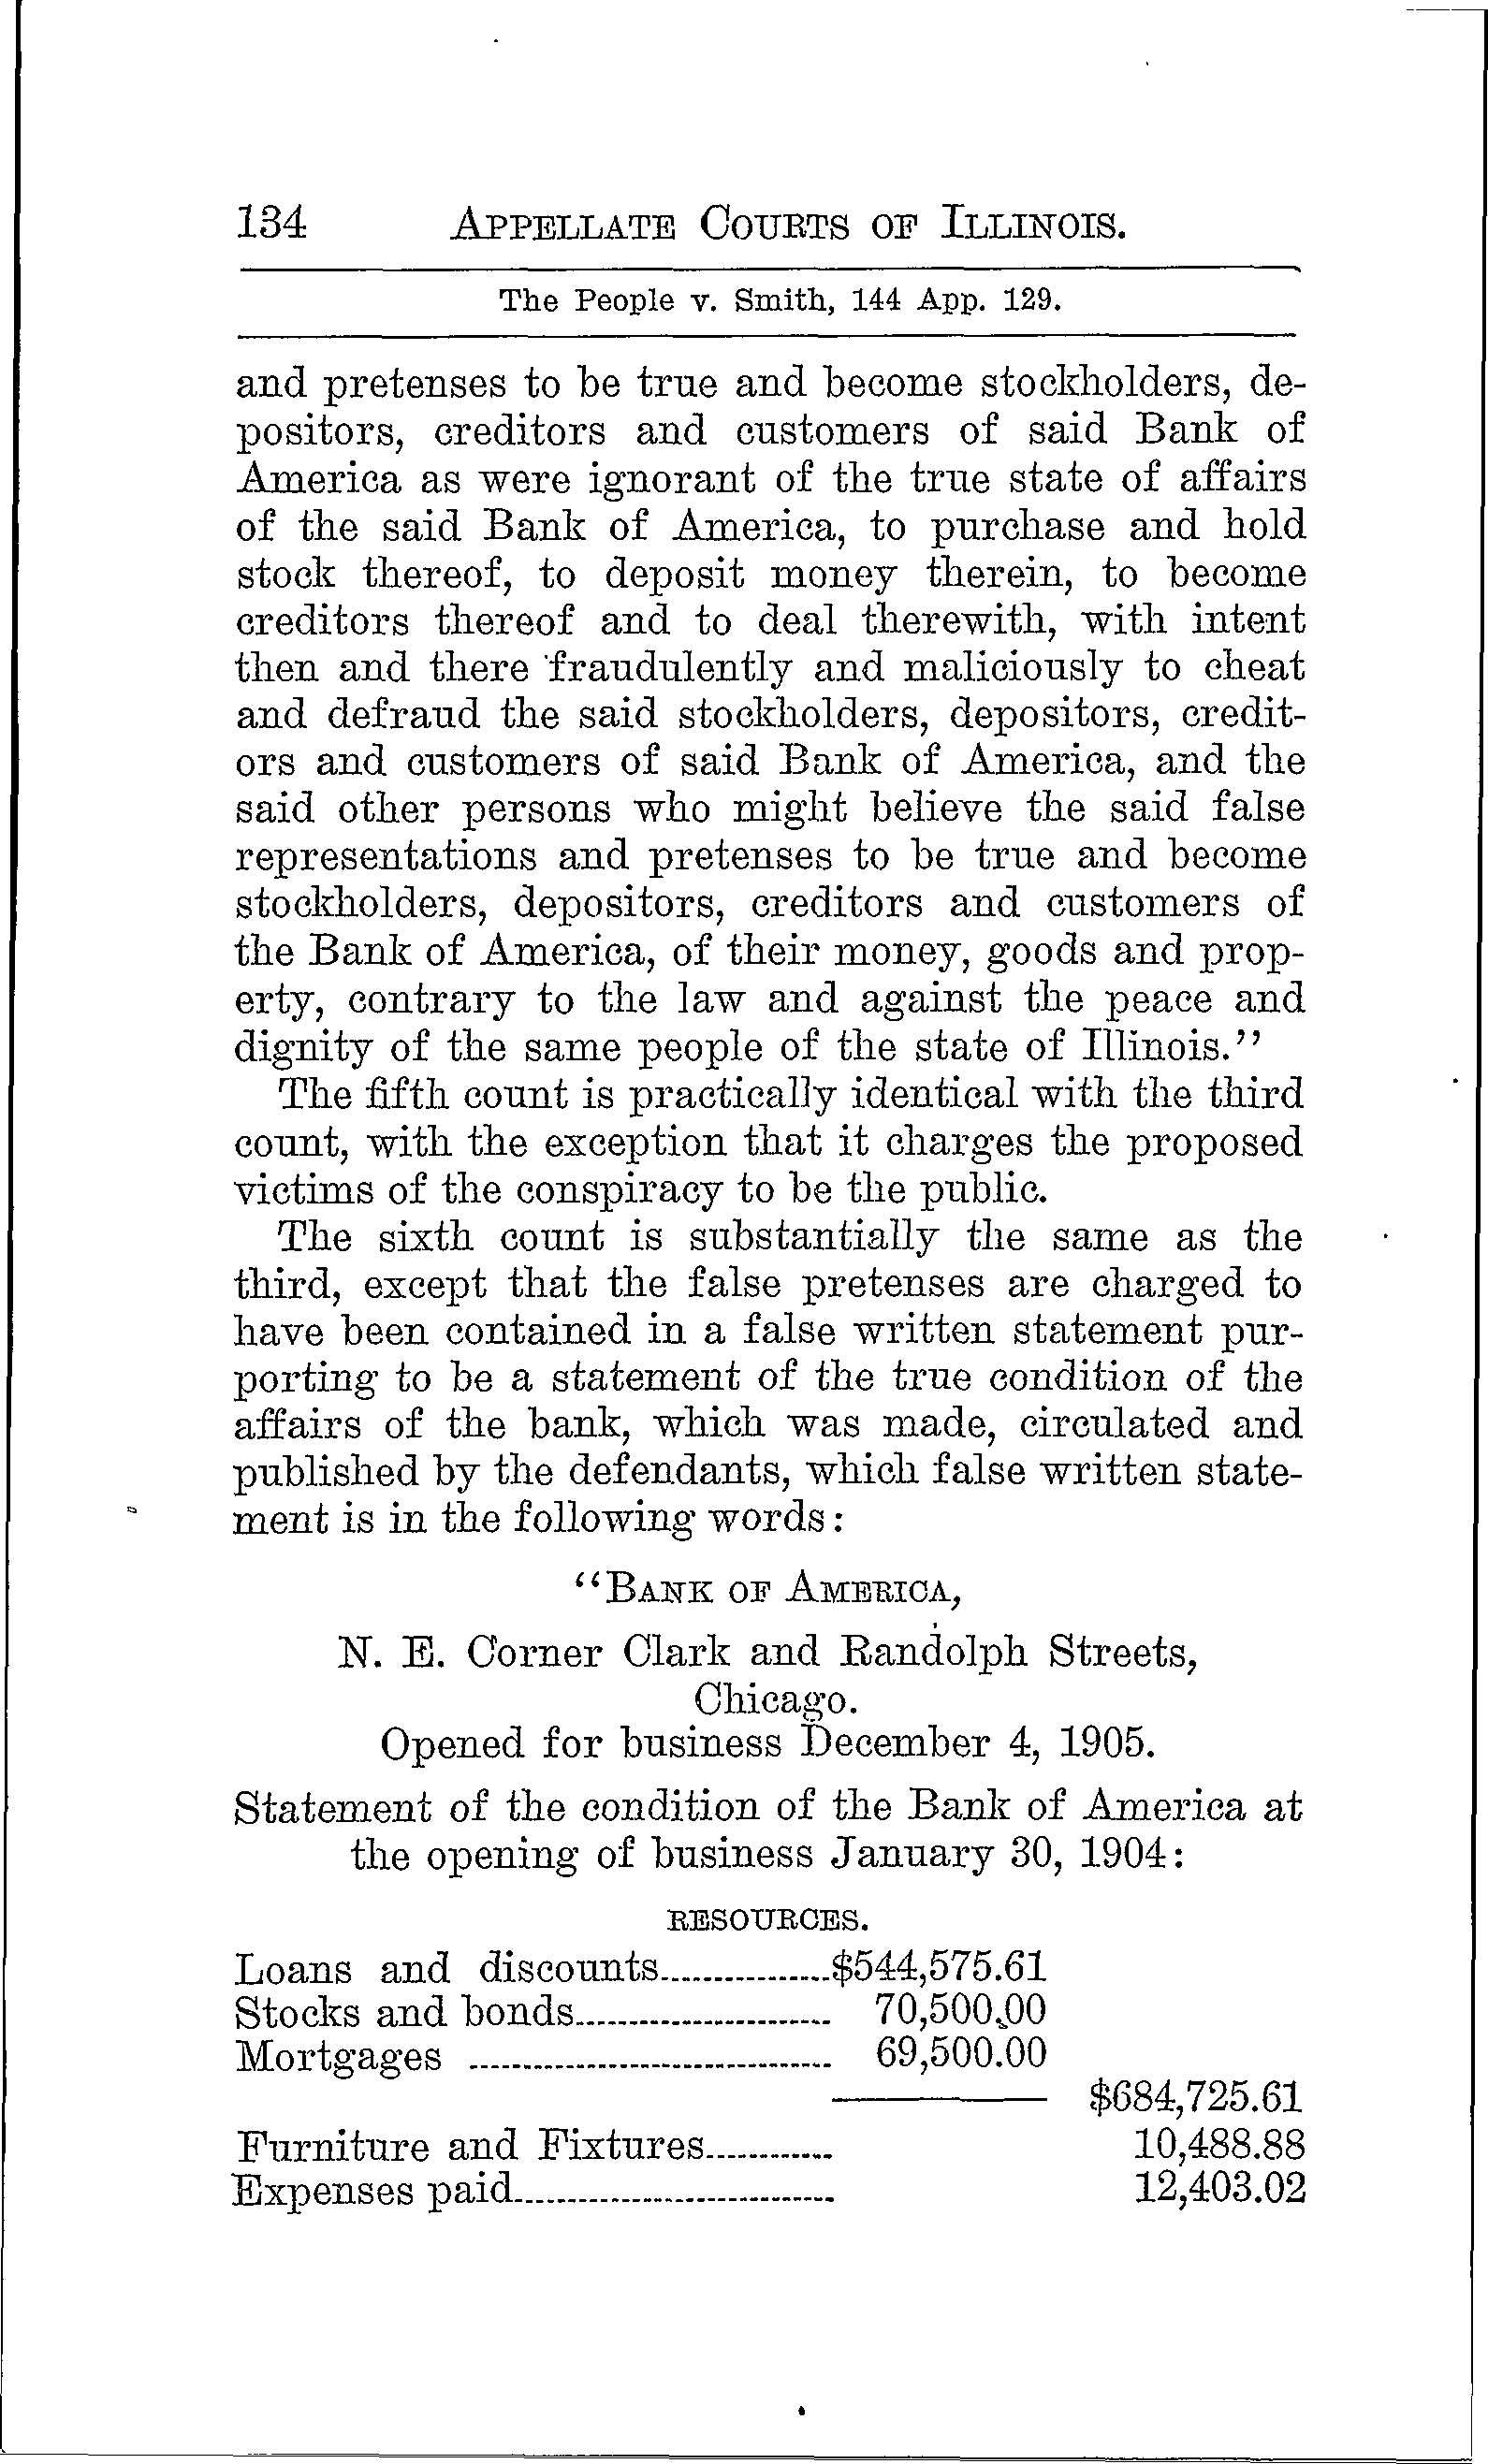 134 APPELLATE COURTS OF ILLINOIS.
The People v. Smith, 144 App. 129.
and pretenses to be true and become stockholders, de-
positors, creditors and customers of said Bank of
America as were ignorant of the true state of affairs
of the said Bank of America, to purchase and hold
stock thereof, to deposit money therein, to become
creditors thereof and to deal therewith, with intent
then and there fraudulently and maliciously to cheat
and defraud the said stockholders, depositors, credit-
ors and customers of said Bank of America, and the
said other persons who might believe the said false
representations and pretenses to be true and become
stockholders, depositors, creditors and customers of
the Bank of America, of their money, goods and prop-
erty, contrary to the law and against the peace and
dignity of the same people of the state of Illinois.''
The fifth count is practically identical with the third
count, with the exception that it charges the proposed
victims of the conspiracy to be the public.
The sixth count is substantially the same as the
third, except that the false pretenses are charged to
have been contained in a false written statement pur-
porting to be a statement of the true condition of the
affairs of the bank, which was made, circulated and
published by the defendants, which false written state-
ment is in the following words:
"BANK OF AMERICA,
N. E. Corner Clark and Randolph Streets,
Chicago.
Opened for business December 4, 1905.
Statement of the condition of the Bank of America at
the opening of business January 30, 1904:
RESOURCES.
Loans and discounts................$544,575.61
Stocks and bonds........................ 70,500.00
Mortgages .................................. 69,500.00
$684,725.61
Furniture and Fixtures............ 10,488.88
Expenses paid.............................. 12,403.02